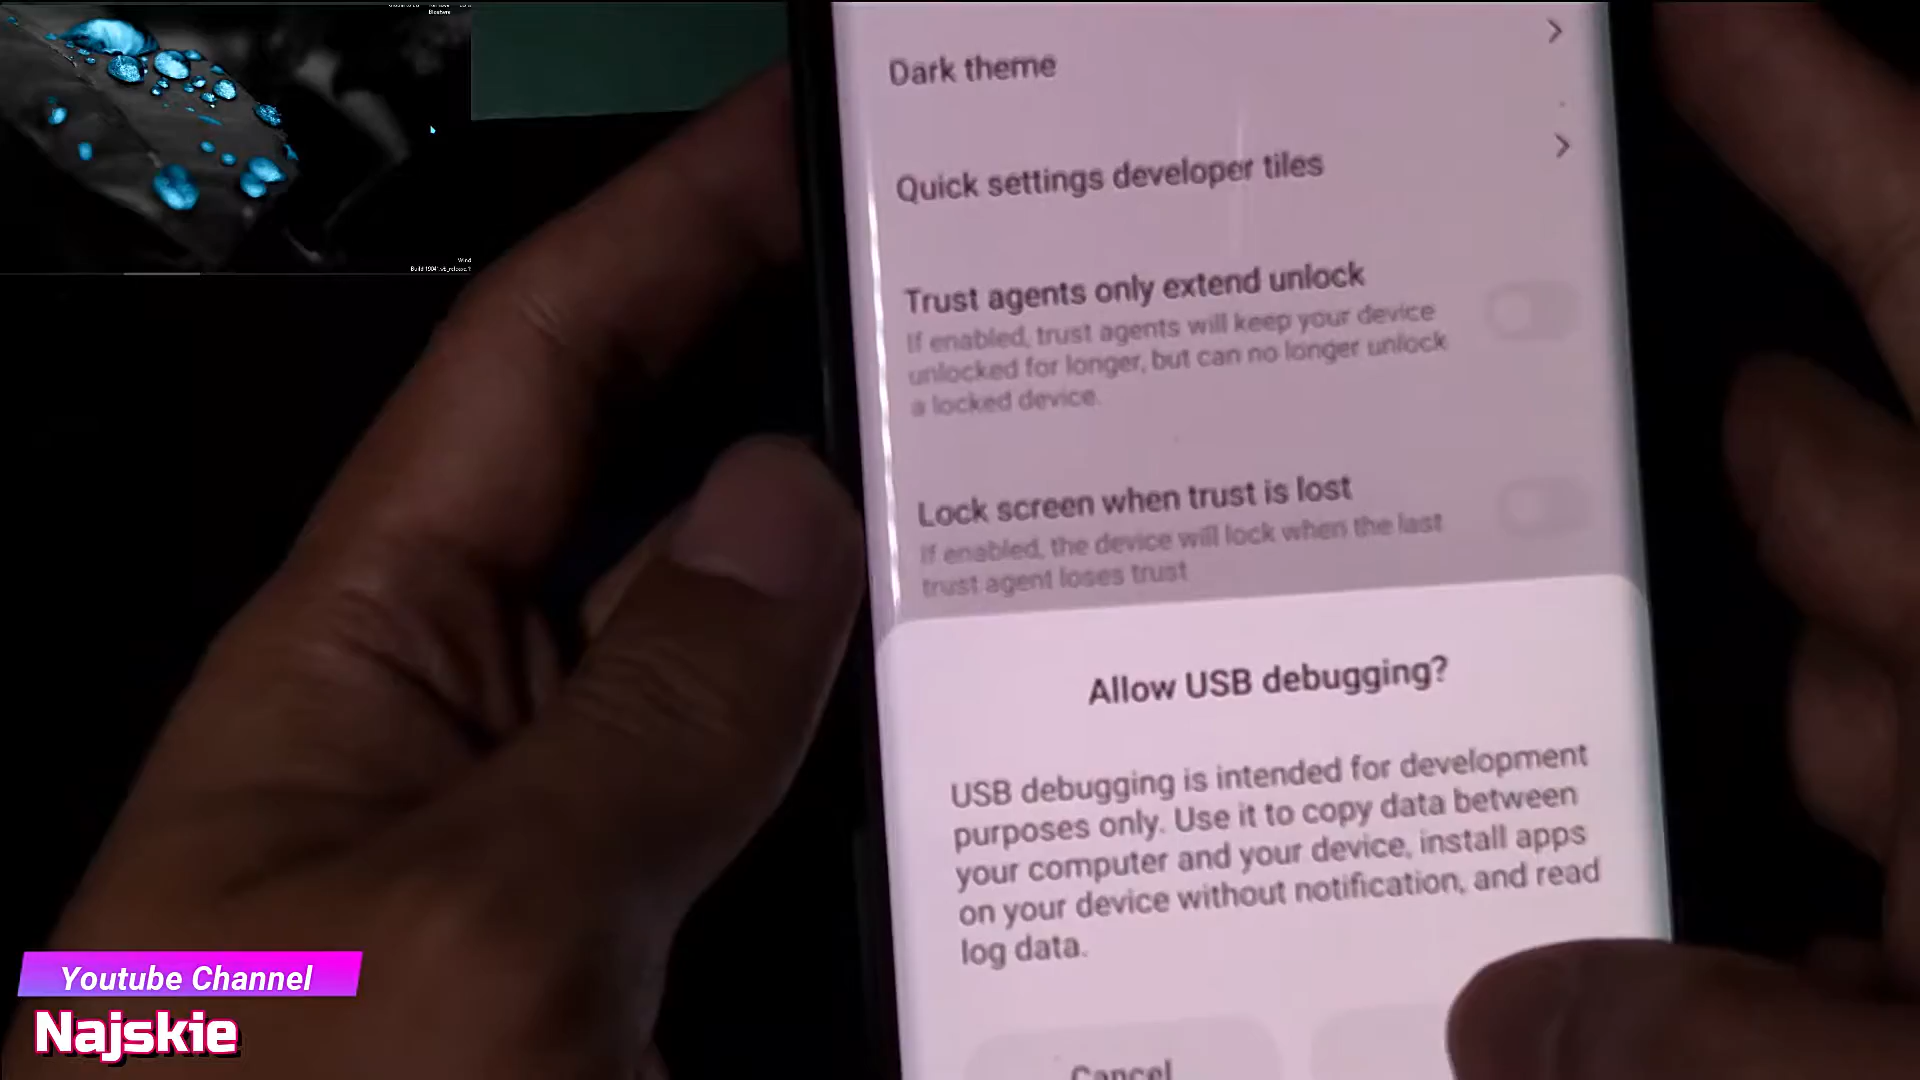 Dark theme
Quick settings developer tiles
Trust agents only extend unlock
If enabled, trust agents will keep your device
unlocked for longer, but can no longer unlock
a locked device.
Lock screen when trust is lost
If enabled, the device will lock when the last
trust agent loses trust
Allow USB debugging?
USB debugging is intended for development
purposes only. Use it to copy data between
your computer and your device, install apps
on your device without notification, and read
log data.
Cancel
Wind
Youtube Channel
Najskie